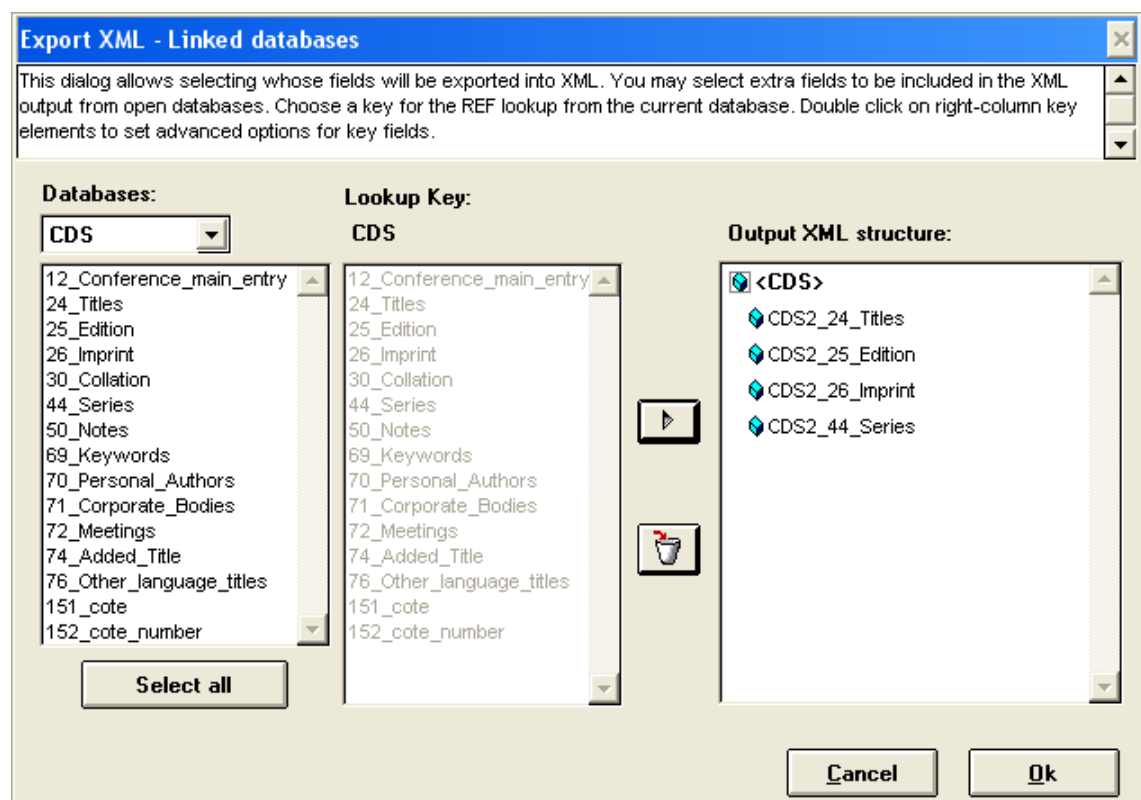 Export XML - Linked databases
This dialog allows selecting whose fields will be exported into XML. You may select extra fields to be included in the XML
output from open databases. Choose a key for the REF lookup from the current database. Double click on right-column key
elements to set advanced options for key fields.
Databases:
CDS
12_Conference_main_entry
24_Titles
25_Edition
26_Imprint
30_Collation
44_Series
50_Notes
69_Keywords
70_Personal_Authors
71_Corporate_Bodies
72_Meetings
74_Added_Title
76_Other_language_titles
151_cote
152_cote_number
Select all
Lookup Key:
CDS
12_Conference_main_entry
24_Titles
25_Edition
26_Imprint
30_Collation
44_Series
50_Notes
69_Keywords
70_Personal_Authors
71_Corporate_Bodies
72_Meetings
74_Added_Title
76_Other_language_titles
151_cote
152_cote_number
Output XML structure:
<CDS>
CDS2_24_Titles
CDS2_25_Edition
CDS2_26_Imprint
CDS2_44_Series
Cancel
Ok